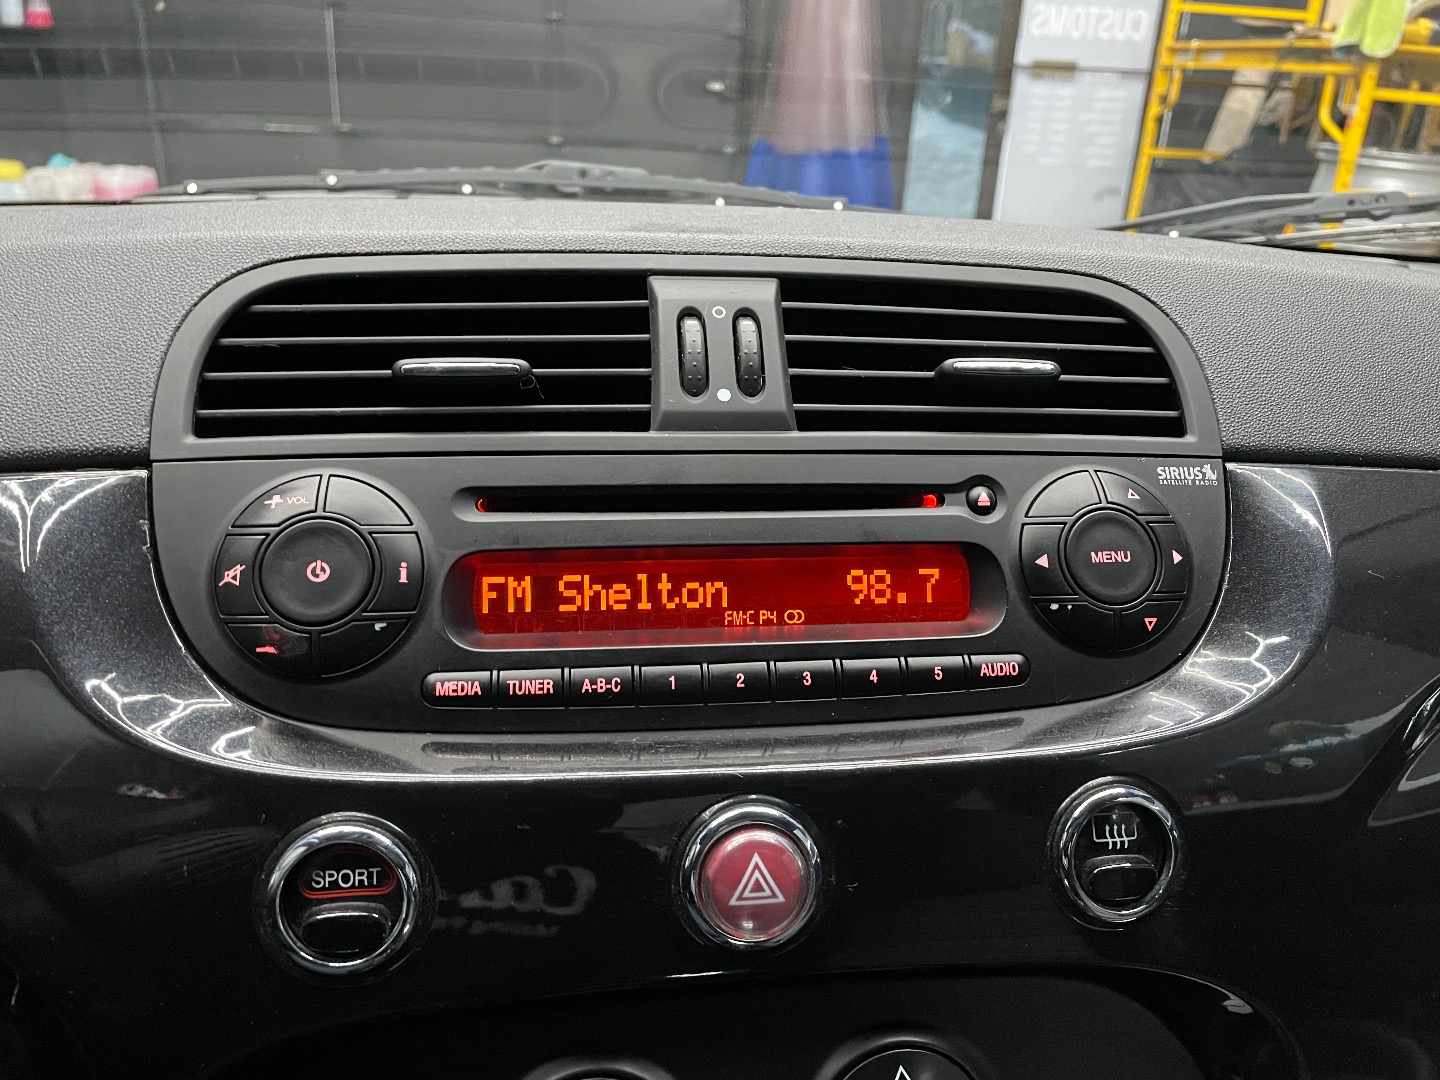 CUSTOMS
SIRIUS
SATELLITE RADIO
VOL
i
MENU
FM Shelton 98.7
FM-C P4
MEDIA TUNER A-B-C 1 2 3 4 5 AUDIO
SPORT